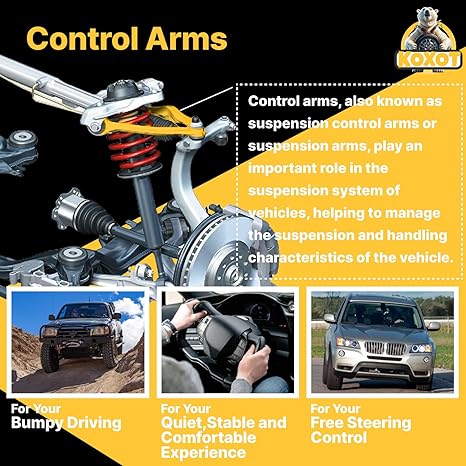 Control Arms
KOXOT
Control arms, also known as
suspension control arms or
suspension arms, play an
important role in the
suspension system of
vehicles, helping to manage
the suspension and handling
characteristics of the vehicle.
For Your
Bumpy Driving
For Your
Quiet,Stable and
Comfortable
Experience
For Your
Free Steering
Control